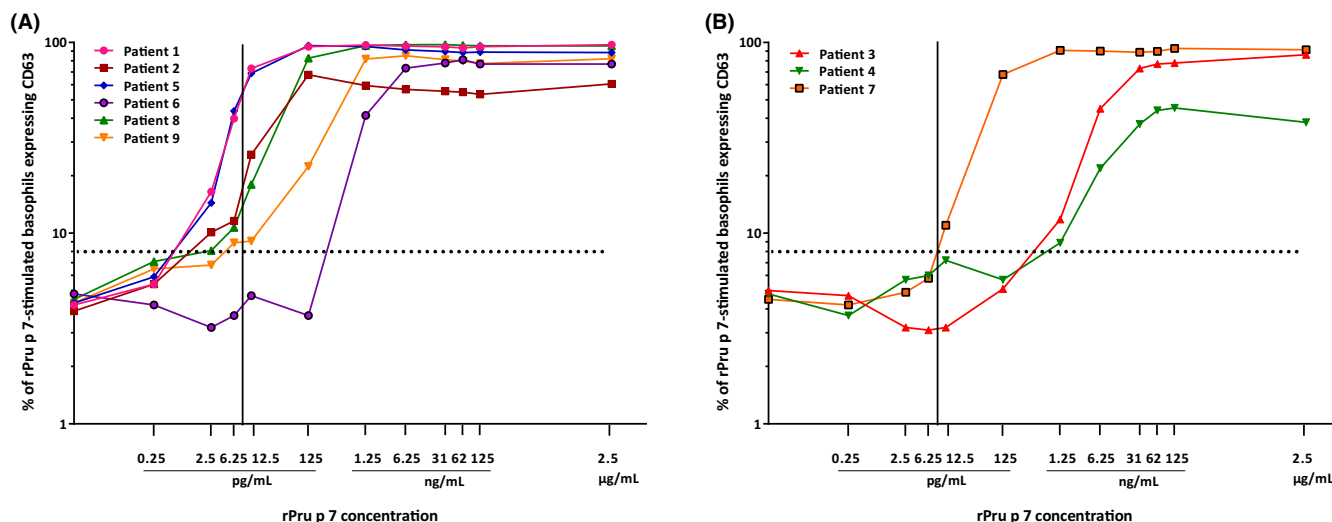 (A)
% of rPru p 7-stimulated basophils expressing CD63
100
10
1
Patient 1
Patient 2
Patient 5
Patient 6
Patient 8
Patient 9
0.25 2.5 6.25 12.5 125 1.25 6.25 31 62 125 2.5
pg/mL ng/mL µg/mL
rPru p 7 concentration
(B)
% of rPru p 7-stimulated basophils expressing CD63
100
10
1
Patient 3
Patient 4
Patient 7
0.25 2.5 6.25 12.5 125 1.25 6.25 31 62 125 2.5
pg/mL ng/mL µg/mL
rPru p 7 concentration